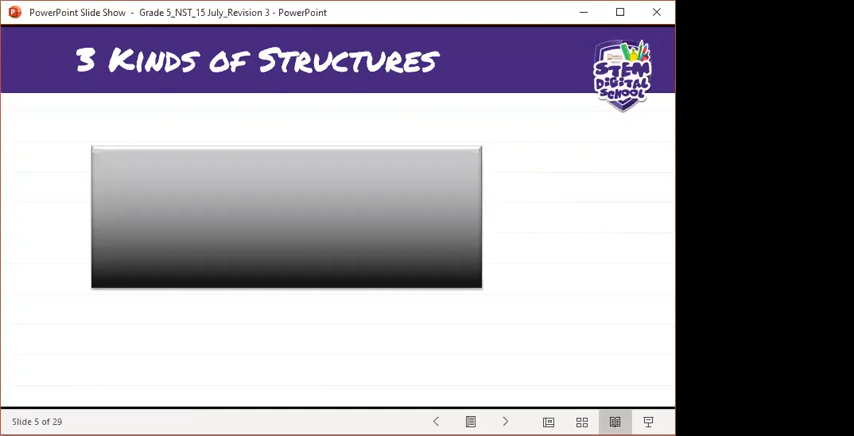 PowerPoint Slide Show - Grade 5_NST_15 July_Revision 3 - PowerPoint
3 Kinds of Structures
STEM
DiGiTAL
SCHOOL
Slide 5 of 29